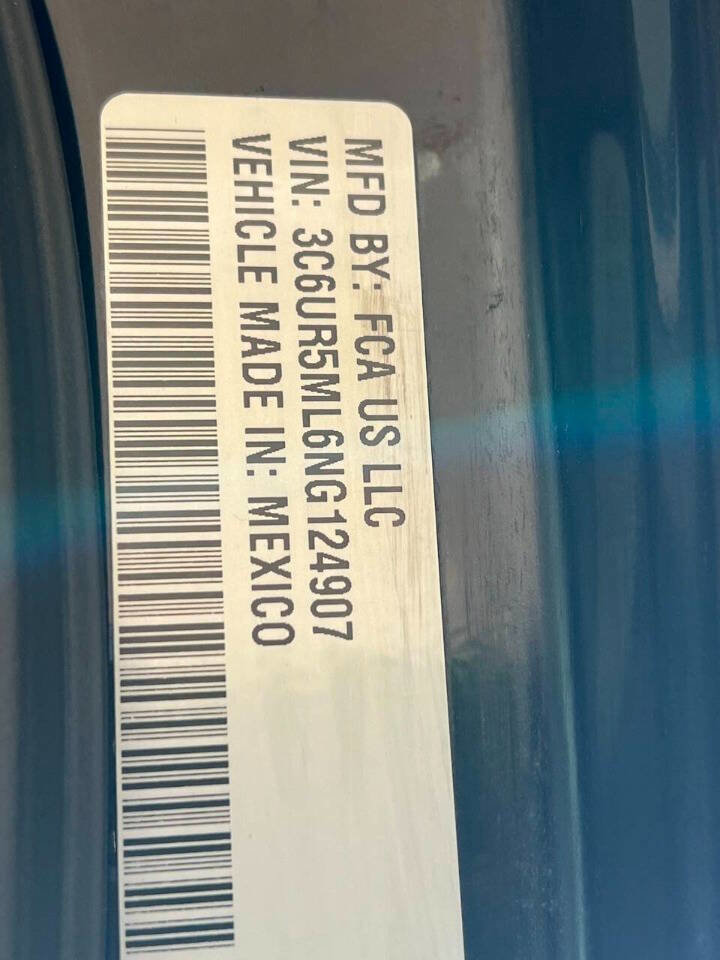 MFD BY: FCA US LLC
VIN: 3C6UR5ML6NG124907
VEHICLE MADE IN: MEXICO